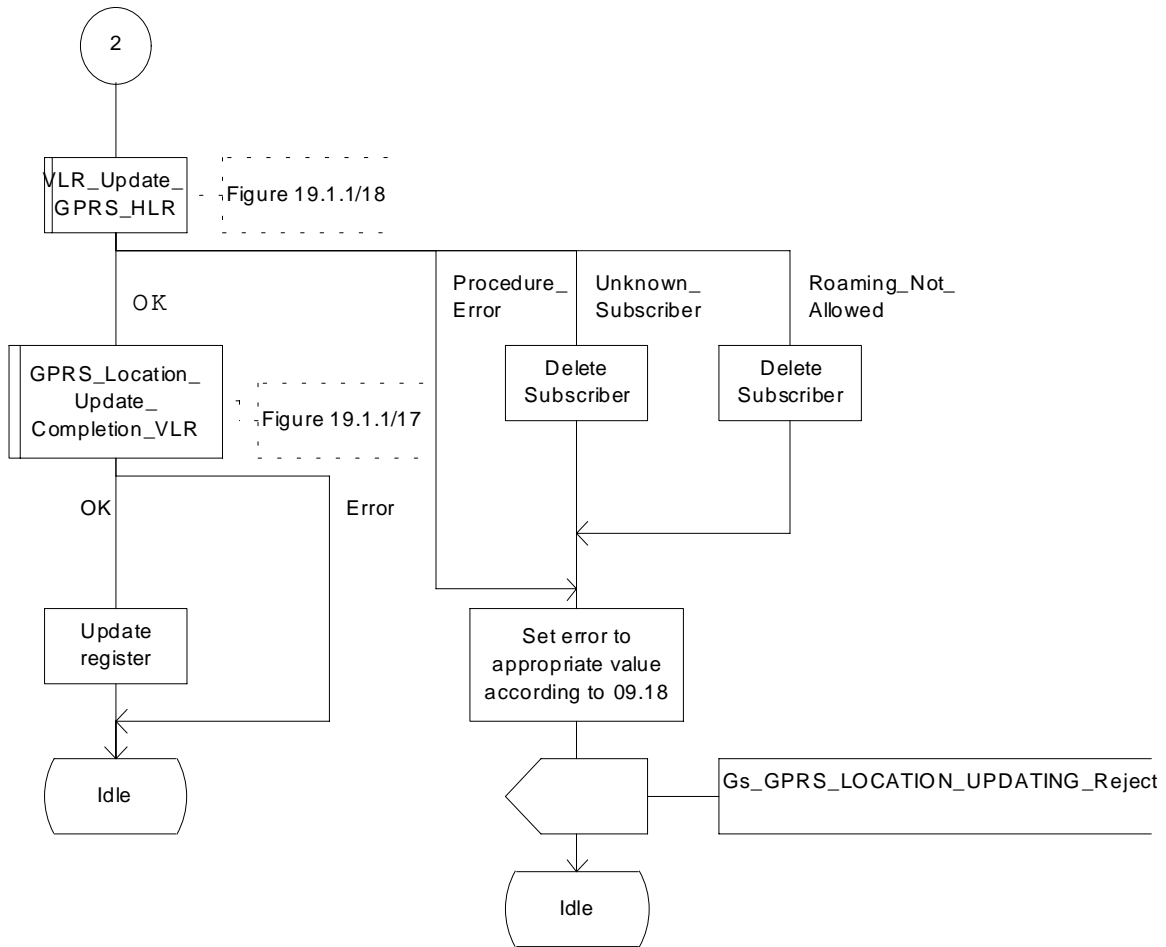 2
VLR_Update_
GPRS_HLR
Figure 19.1.1/18
Procedure_
Error
Unknown_
Subscriber
Roaming_Not_
Allowed
OK
GPRS_Location_
Update_
Completion_VLR
Figure 19.1.1/17
Delete
Subscriber
Delete
Subscriber
OK
Error
Update
register
Set error to
appropriate value
according to 09.18
Idle
Gs_GPRS_LOCATION_UPDATING_Reject
Idle